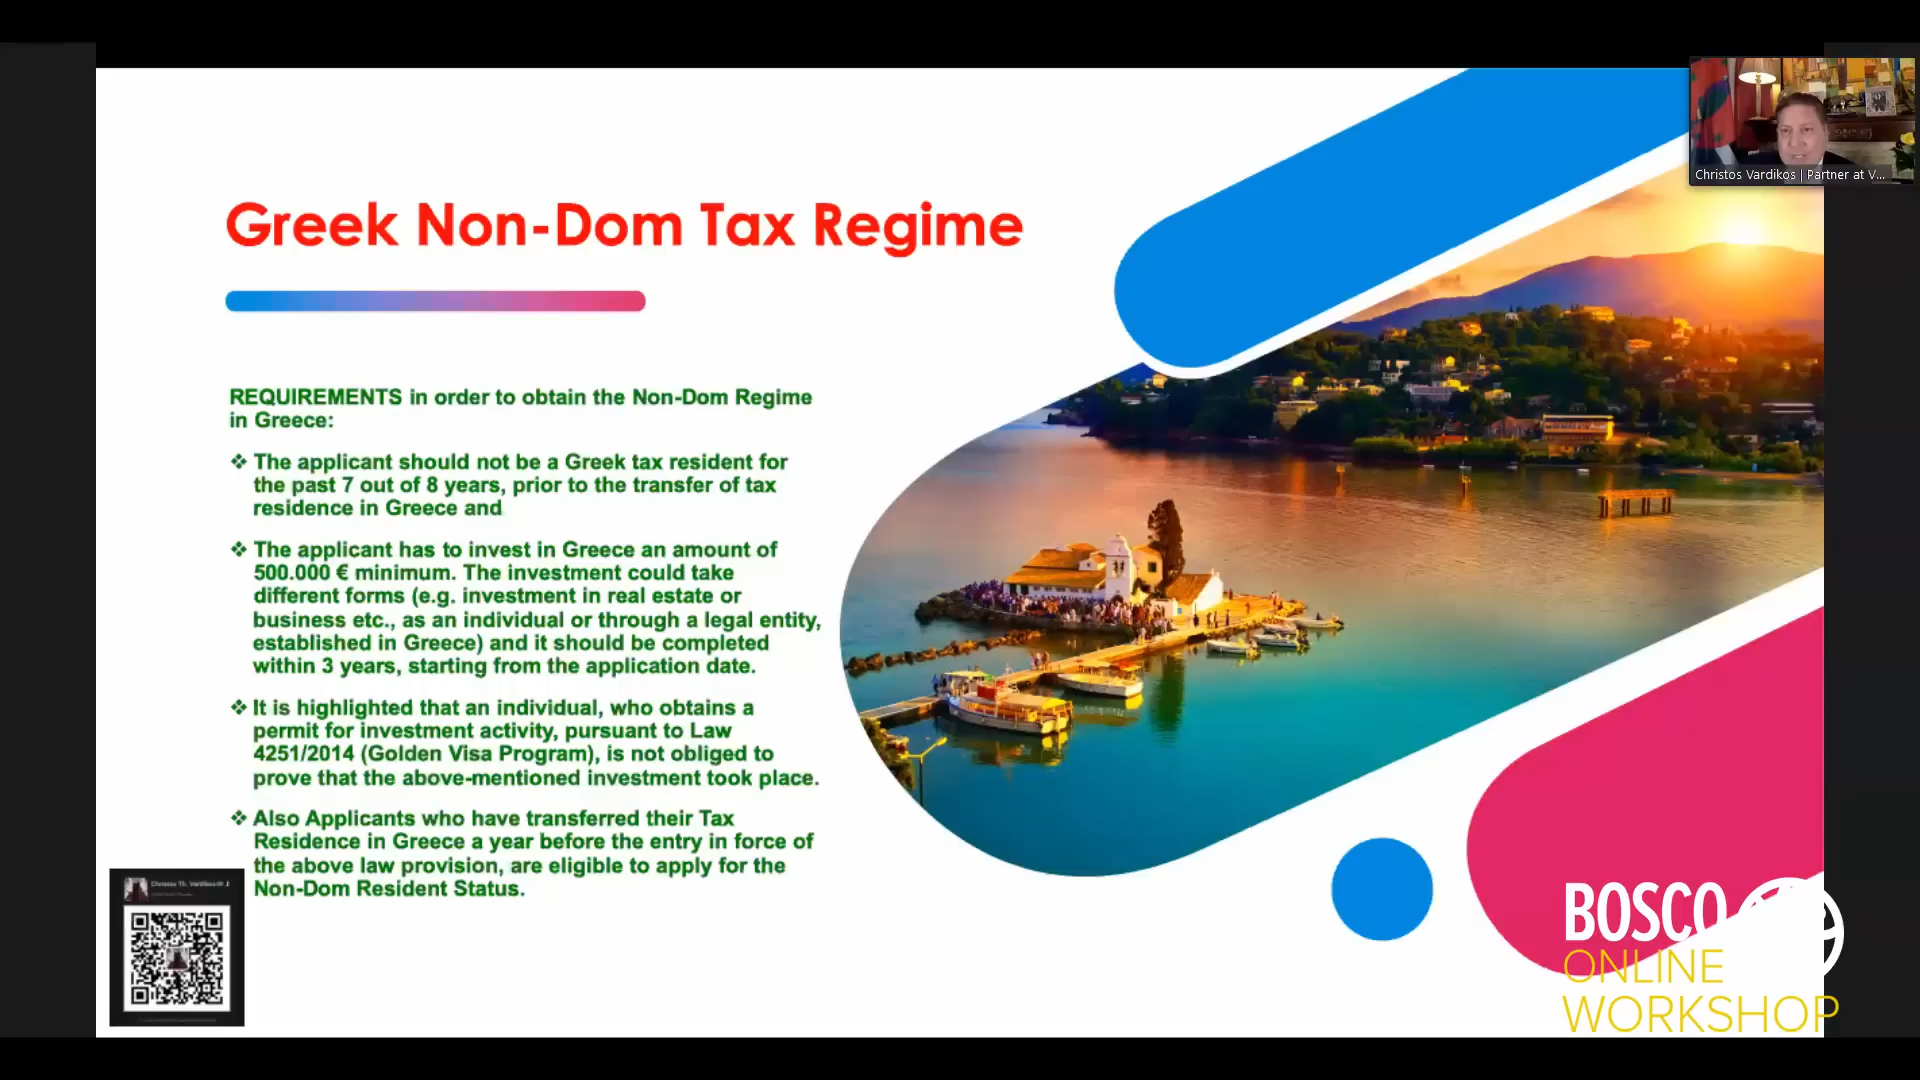 Christos Vardikos | Partner at V...
Greek Non-Dom Tax Regime
REQUIREMENTS in order to obtain the Non-Dom Regime
in Greece:
❖ The applicant should not be a Greek tax resident for
the past 7 out of 8 years, prior to the transfer of tax
residence in Greece and
❖ The applicant has to invest in Greece an amount of
500.000 € minimum. The investment could take
different forms (e.g. investment in real estate or
business etc., as an individual or through a legal entity,
established in Greece) and it should be completed
within 3 years, starting from the application date.
❖ It is highlighted that an individual, who obtains a
permit for investment activity, pursuant to Law
4251/2014 (Golden Visa Program), is not obliged to
prove that the above-mentioned investment took place.
❖ Also Applicants who have transferred their Tax
Residence in Greece a year before the entry in force of
the above law provision, are eligible to apply for the
Non-Dom Resident Status.
Christos Th. Vardikos
BOSCO
ONLINE
WORKSHOP